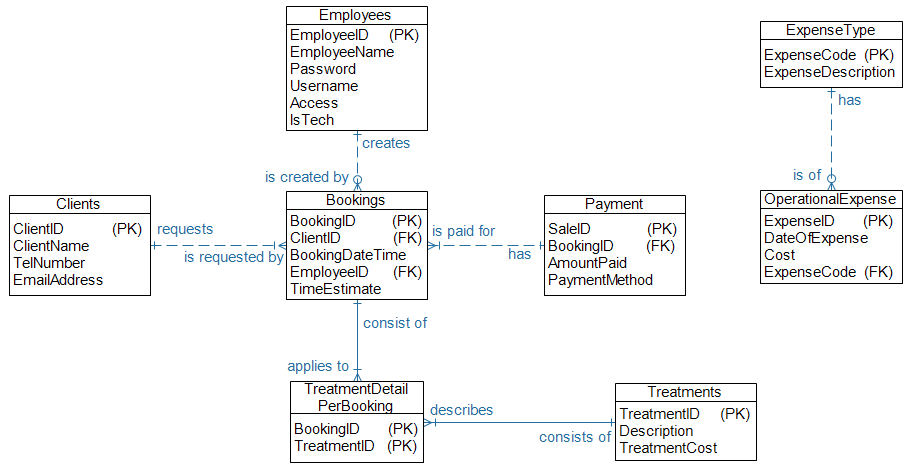 Employees
EmployeeID (PK)
EmployeeName
Password
Username
Access
IsTech
ExpenseType
ExpenseCode (PK)
ExpenseDescription
creates
is created by
has
is of
Clients
ClientID (PK)
ClientName
TelNumber
EmailAddress
requests
is requested by
Bookings
BookingID (PK)
ClientID (FK)
BookingDateTime
EmployeeID (FK)
TimeEstimate
is paid for
has
Payment
SaleID (PK)
BookingID (FK)
AmountPaid
PaymentMethod
OperationalExpense
ExpenseID (PK)
DateOfExpense
Cost
ExpenseCode (FK)
consist of
applies to
TreatmentDetail
PerBooking
BookingID (PK)
TreatmentID (PK)
describes
consists of
Treatments
TreatmentID (PK)
Description
TreatmentCost